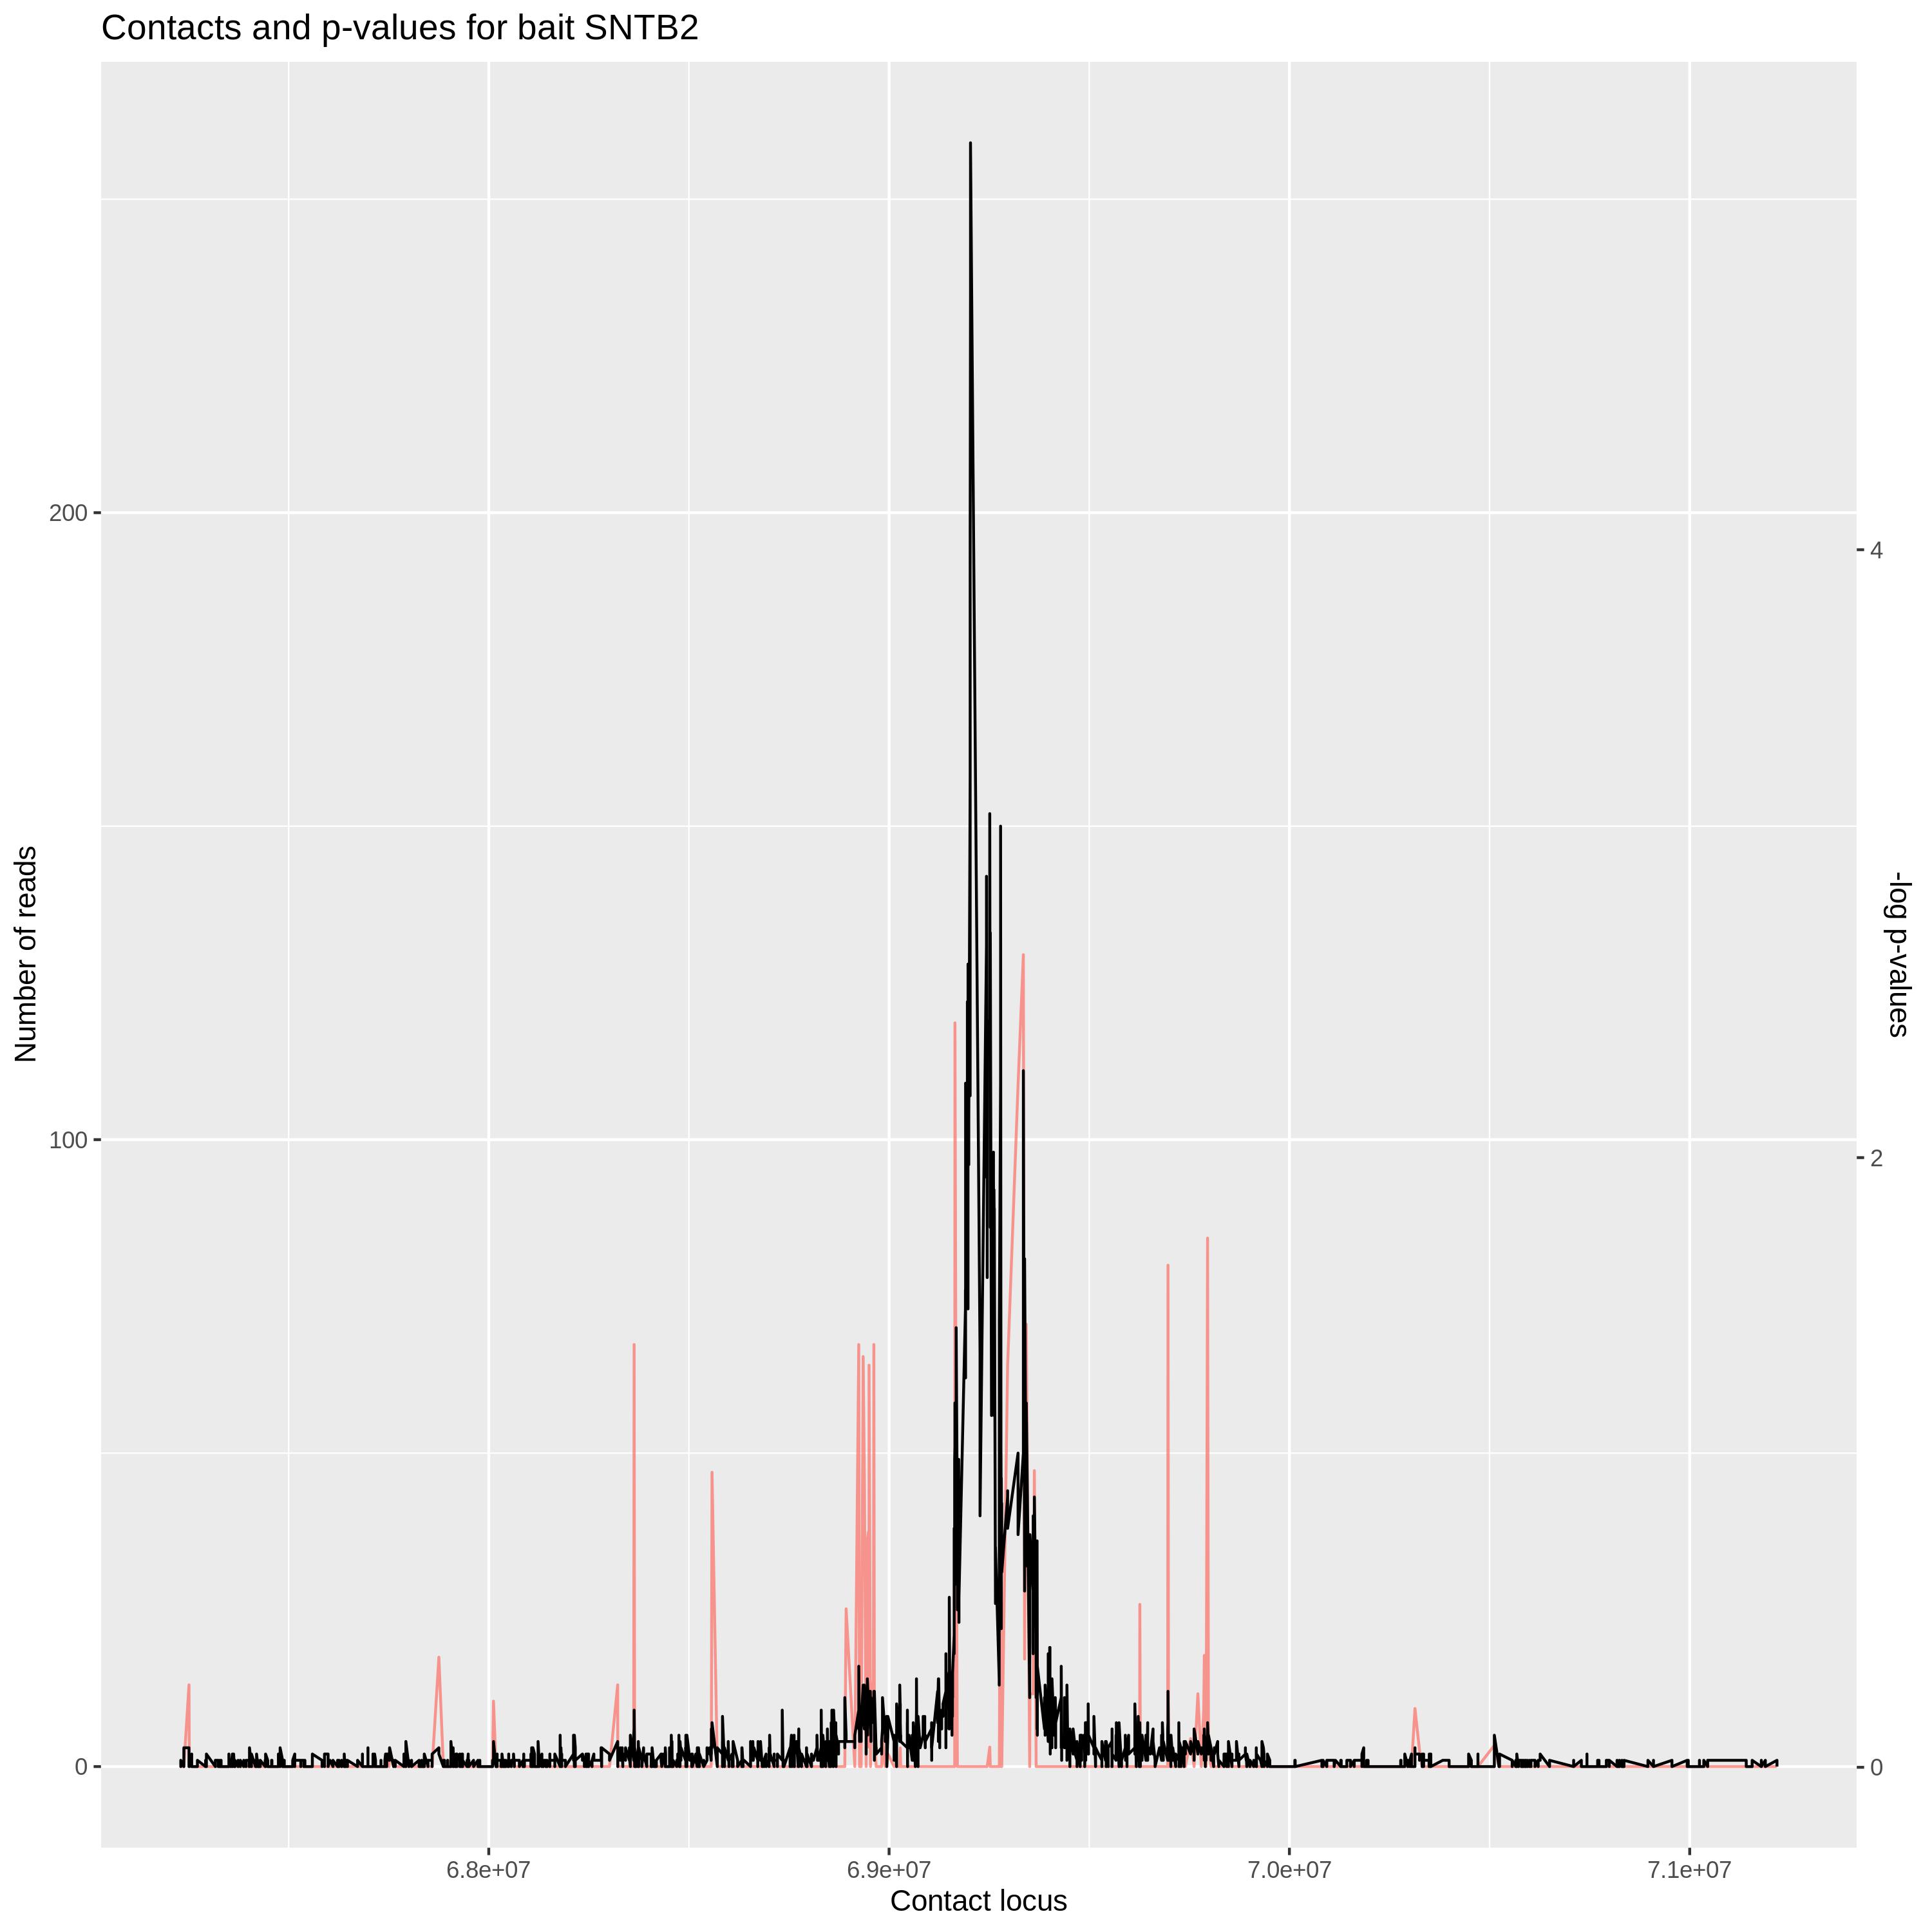 Contacts and p-values for bait SNTB2
Number of reads
200
100
0
4
2
0
-log p-values
6.8e+07
6.9e+07
7.0e+07
7.1e+07
Contact locus